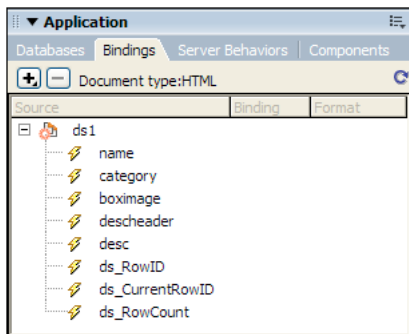 Application
Databases Bindings Server Behaviors Components
Document type:HTML
Source Binding Format
ds1
name
category
boximage
descheader
desc
ds_RowID
ds_CurrentRowID
ds_RowCount